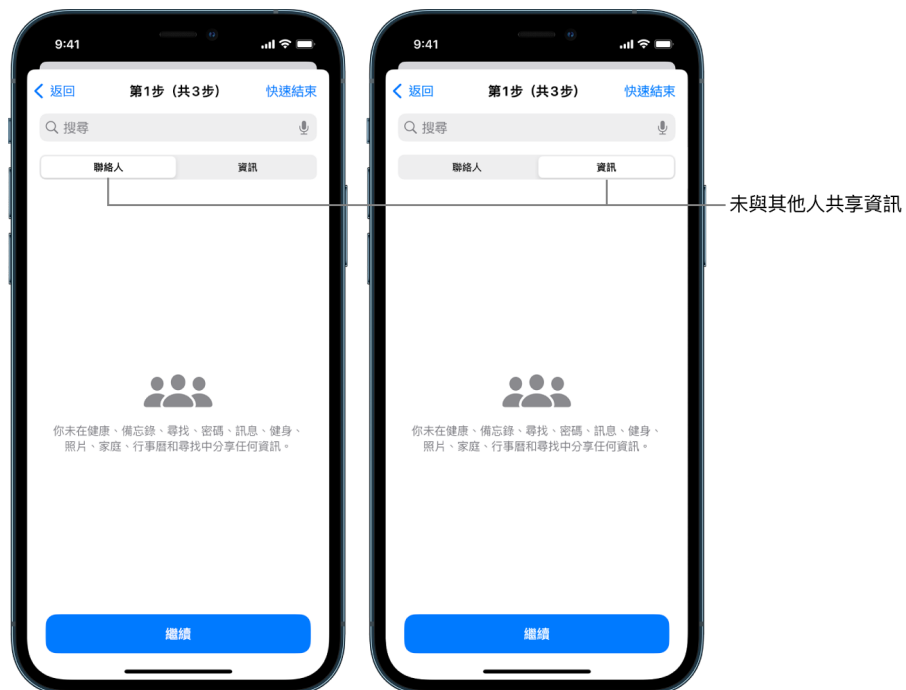 9:41
返回
第1步（共3步）
快速結束
搜尋
聯絡人
資訊
你未在健康、備忘錄、尋找、密碼、訊息、健身、
照片、家庭、行事曆和尋找中分享任何資訊。
繼續
9:41
返回
第1步（共3步）
快速結束
搜尋
聯絡人
資訊
你未在健康、備忘錄、尋找、密碼、訊息、健身、
照片、家庭、行事曆和尋找中分享任何資訊。
繼續
未與其他人共享資訊